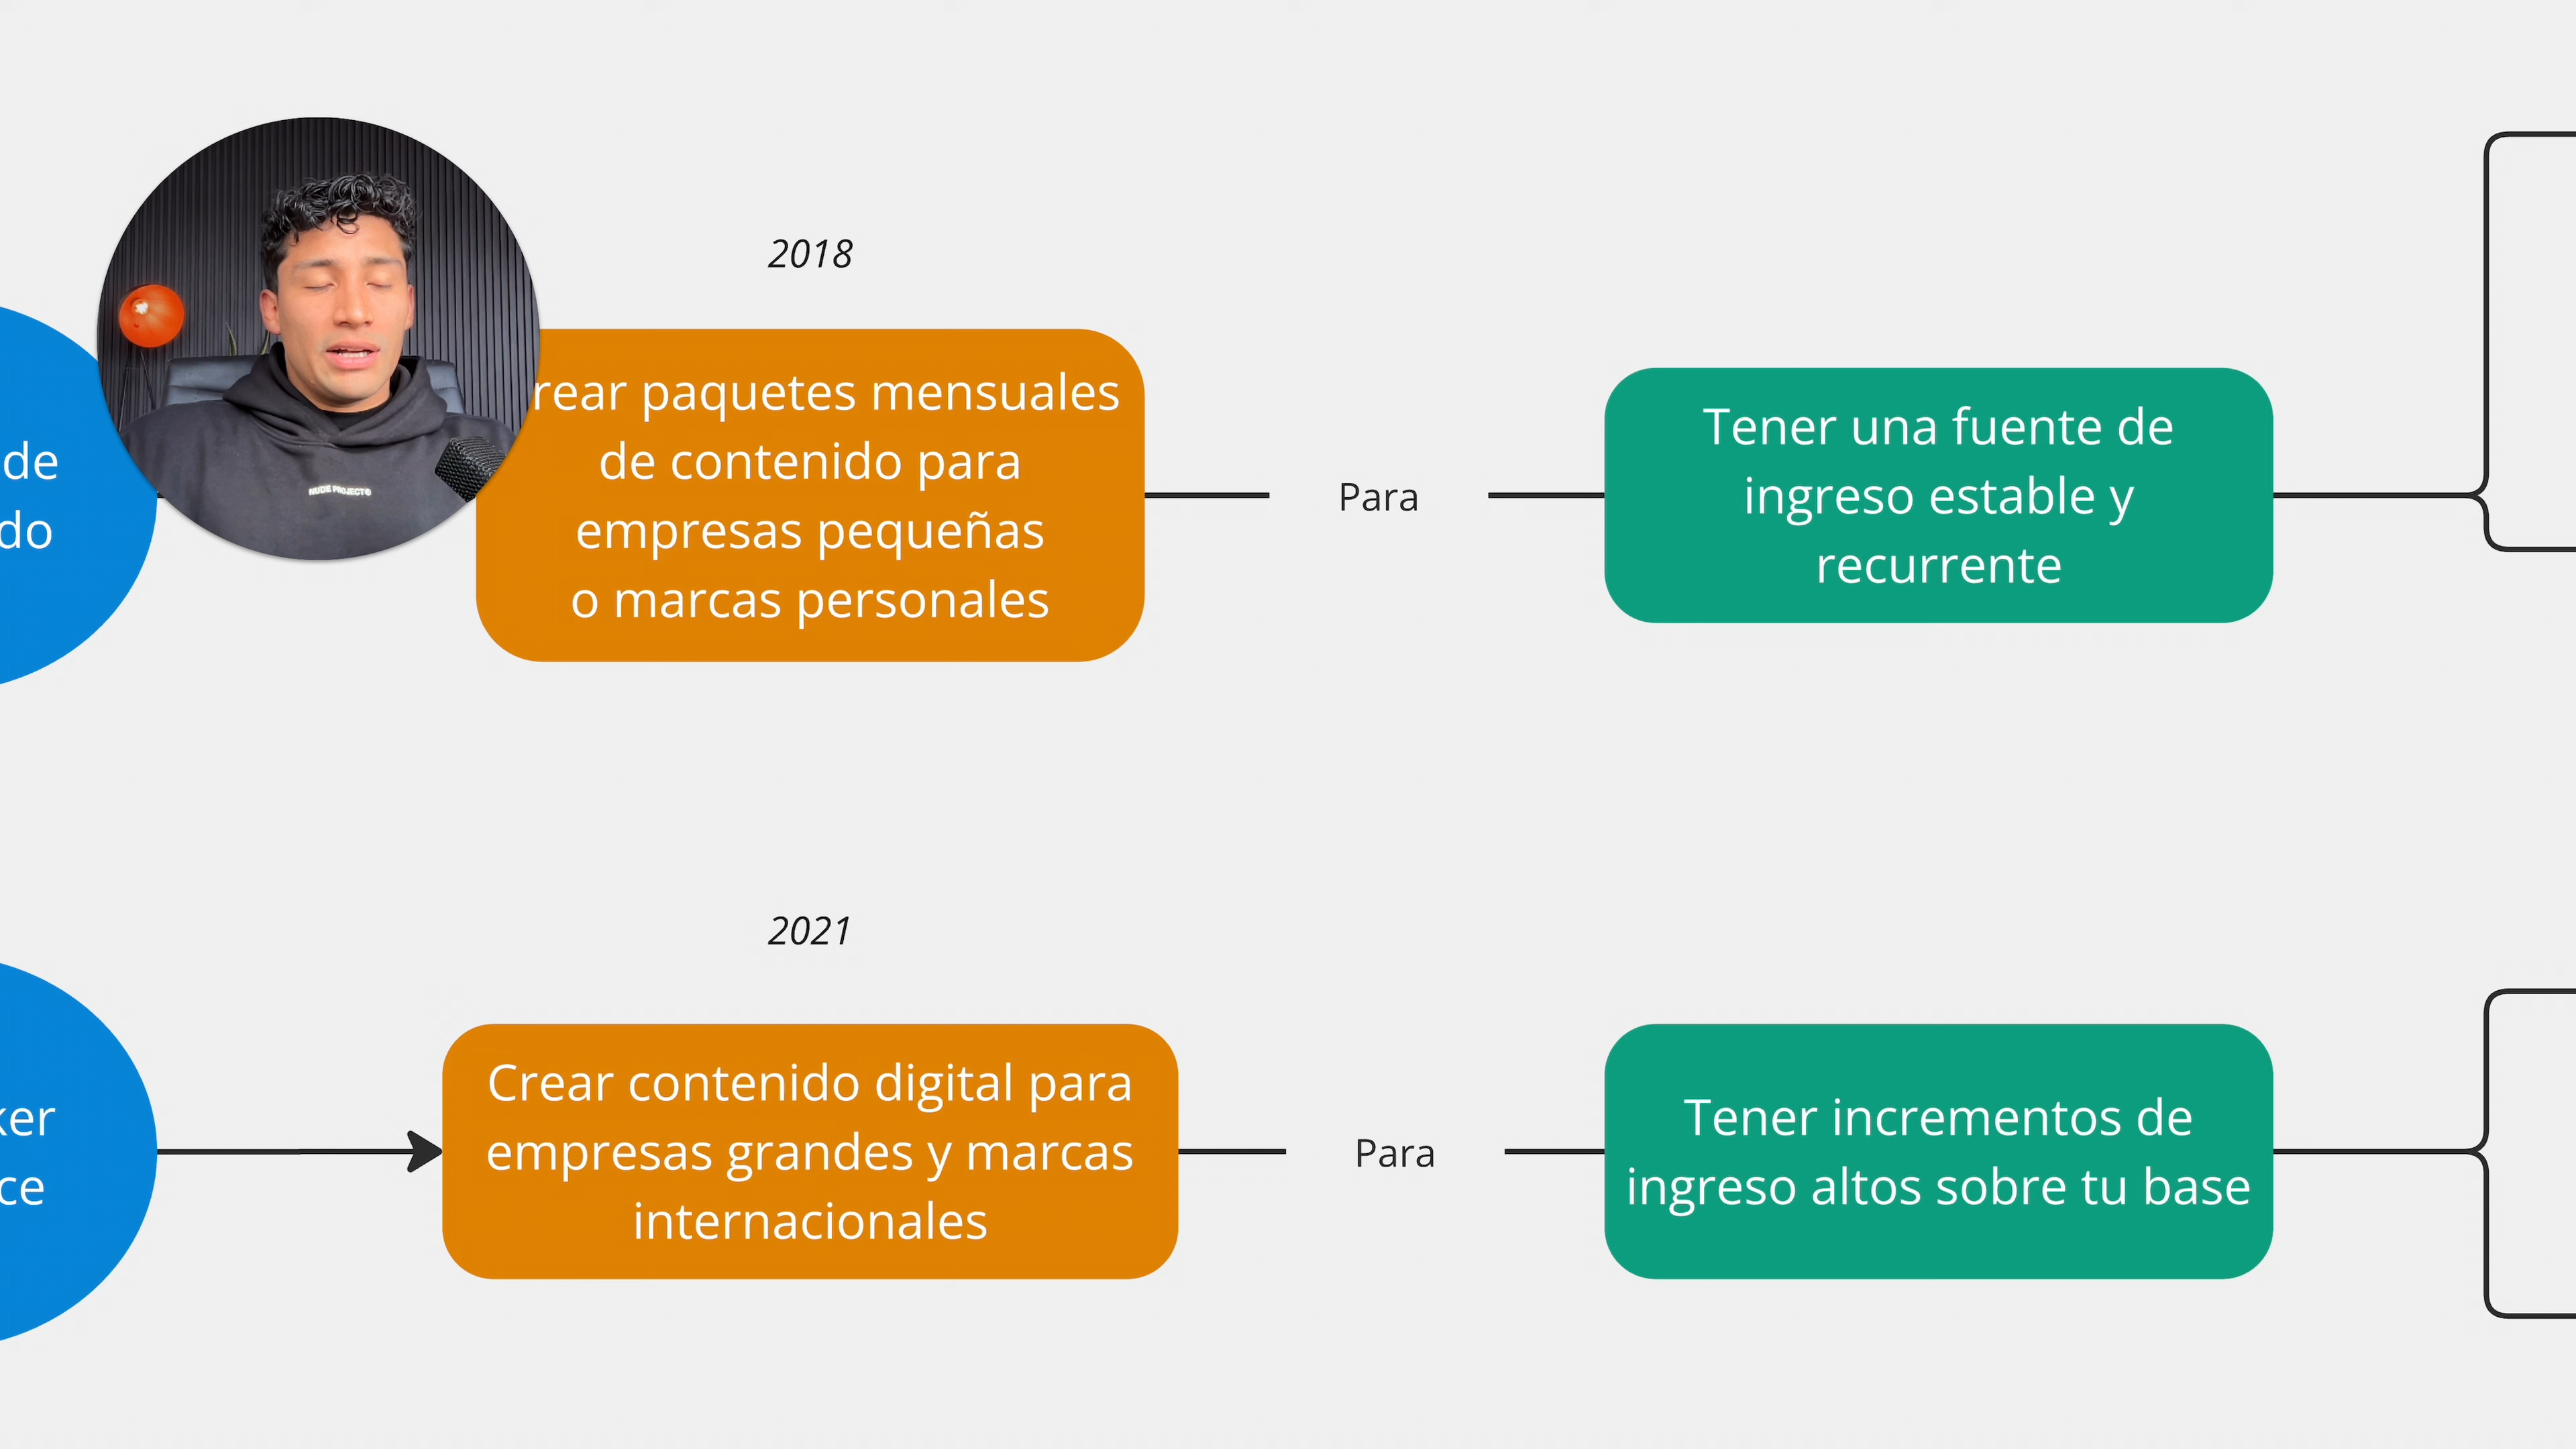 2018
rear paquetes mensuales
de contenido para
empresas pequeñas
o marcas personales
Para
Tener una fuente de
ingreso estable y
recurrente
de
do
NUDE PROJECT©
2021
Crear contenido digital para
empresas grandes y marcas
internacionales
Para
Tener incrementos de
ingreso altos sobre tu base
ker
ce